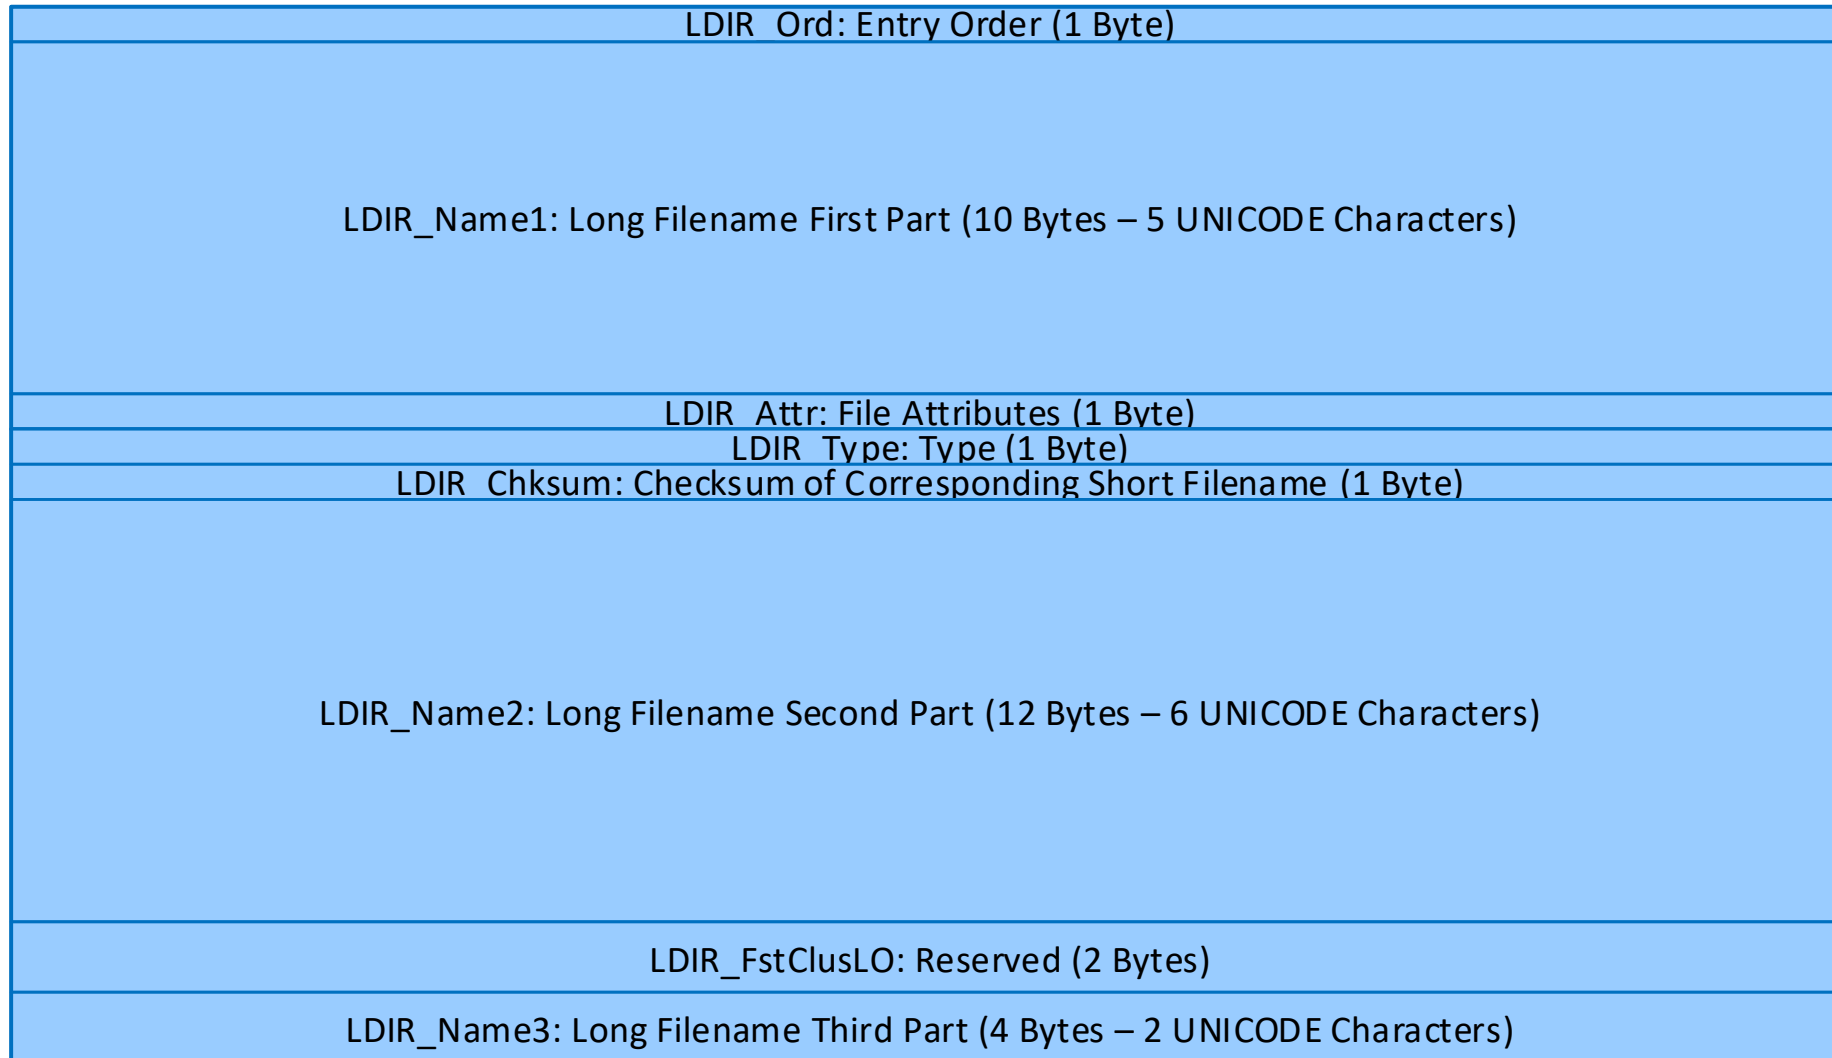 LDIR_Ord: Entry Order (1 Byte)
LDIR_Name1: Long Filename First Part (10 Bytes – 5 UNICODE Characters)
LDIR_Attr: File Attributes (1 Byte)
LDIR_Type: Type (1 Byte)
LDIR_Chksum: Checksum of Corresponding Short Filename (1 Byte)
LDIR_Name2: Long Filename Second Part (12 Bytes – 6 UNICODE Characters)
LDIR_FstClusLO: Reserved (2 Bytes)
LDIR_Name3: Long Filename Third Part (4 Bytes – 2 UNICODE Characters)